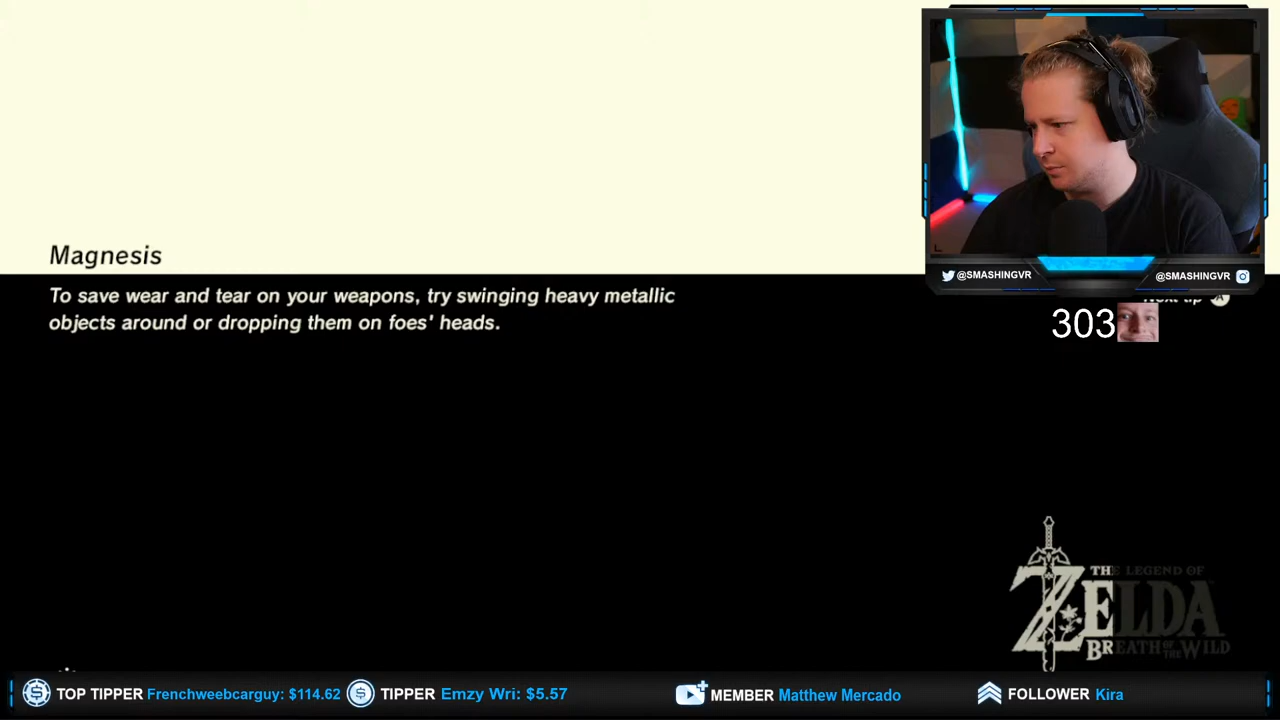 Magnesis
To save wear and tear on your weapons, try swinging heavy metallic
objects around or dropping them on foes' heads.
@SMASHINGVR
@SMASHINGVR
Next tip A
303
THE LEGEND OF
ZELDA
BREATH OF THE WILD
TOP TIPPER Frenchweebcarguy: $114.62
TIPPER Emzy Wri: $5.57
MEMBER Matthew Mercado
FOLLOWER Kira